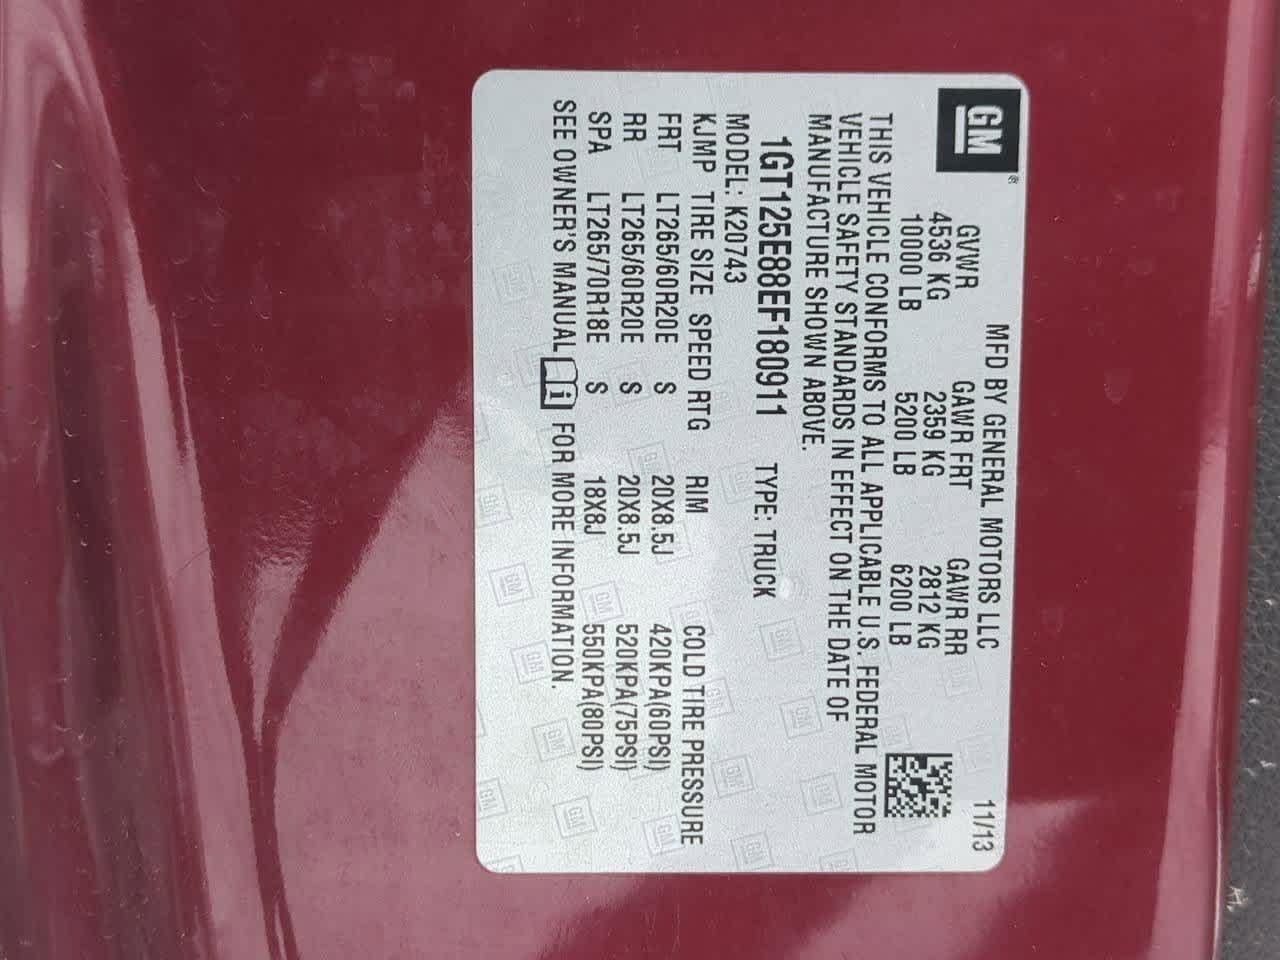 GM®
MFD BY GENERAL MOTORS LLC 11/13
GVWR GAWR FRT GAWR RR
4536 KG 2359 KG 2812 KG
10000 LB 5200 LB 6200 LB
THIS VEHICLE CONFORMS TO ALL APPLICABLE U.S. FEDERAL MOTOR
VEHICLE SAFETY STANDARDS IN EFFECT ON THE DATE OF
MANUFACTURE SHOWN ABOVE.
1GT125E88EF180911 TYPE: TRUCK
MODEL: K20743
KJMP TIRE SIZE SPEED RTG RIM COLD TIRE PRESSURE
FRT LT265/60R20E S 20X8.5J 420KPA(60PSI)
RR LT265/60R20E S 20X8.5J 520KPA(75PSI)
SPA LT265/70R18E S 18X8J 550KPA(80PSI)
SEE OWNER'S MANUAL i FOR MORE INFORMATION.